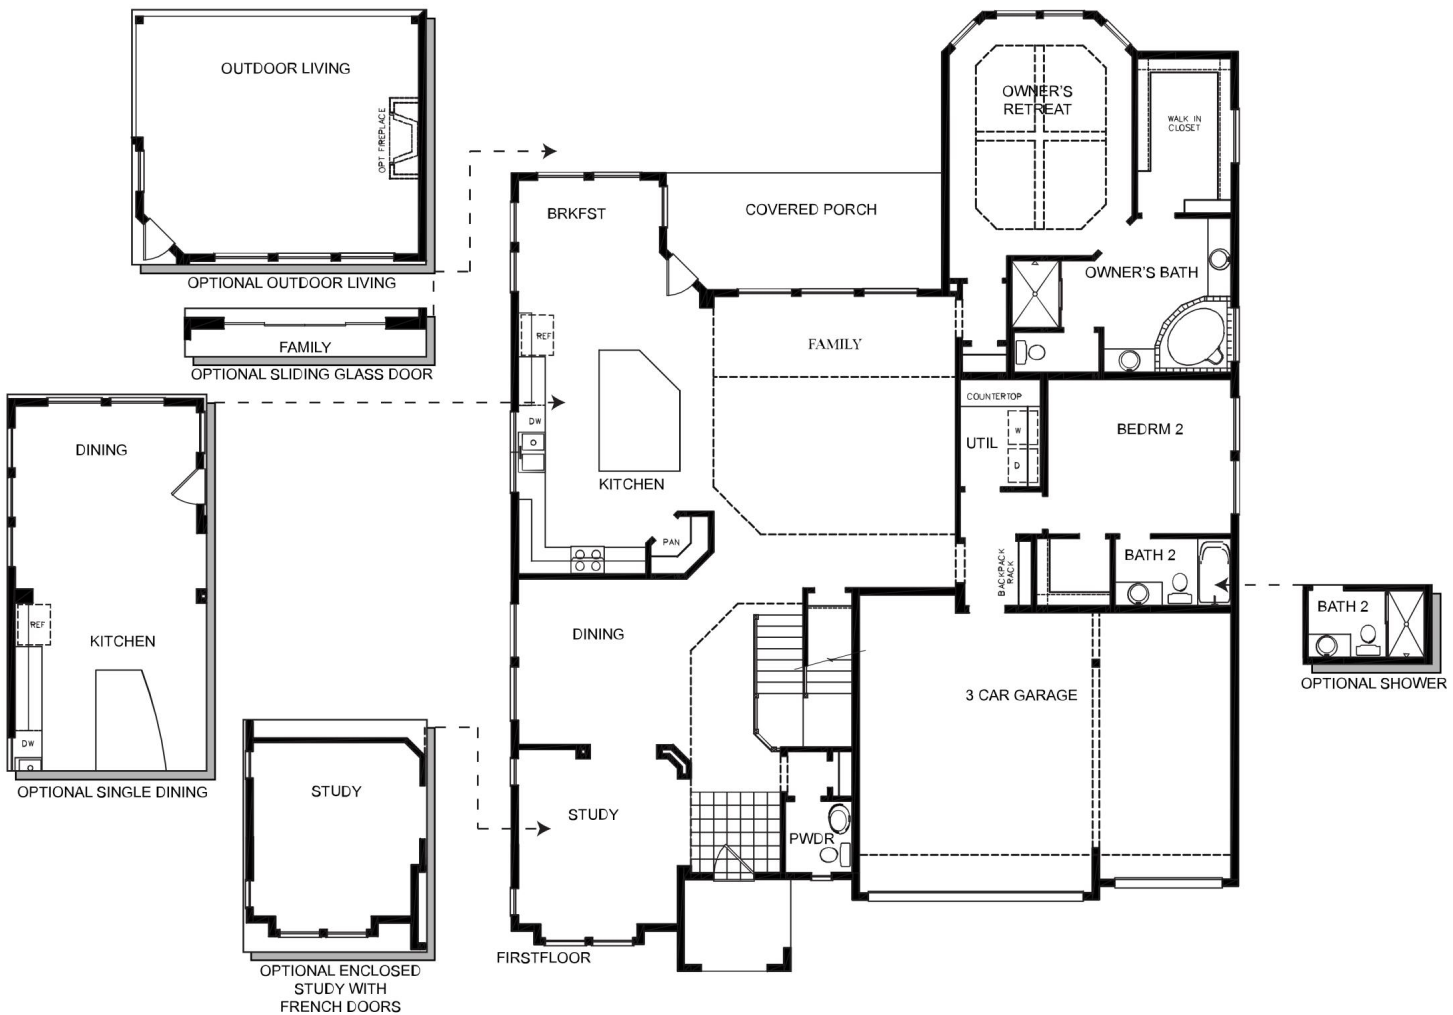 OUTDOOR LIVING
OPT FIREPLACE
OPTIONAL OUTDOOR LIVING
FAMILY
OPTIONAL SLIDING GLASS DOOR
DINING
REF
KITCHEN
DW
OPTIONAL SINGLE DINING
STUDY
OPTIONAL ENCLOSED
STUDY WITH
FRENCH DOORS
BRKFST
COVERED PORCH
OWNER'S
RETREAT
WALK IN
CLOSET
OWNER'S BATH
REF
FAMILY
DW
KITCHEN
PAN
COUNTERTOP
UTIL
W
D
BEDRM 2
BACKPACK
RACK
BATH 2
DINING
3 CAR GARAGE
STUDY
PWDR
FIRSTFLOOR
BATH 2
OPTIONAL SHOWER